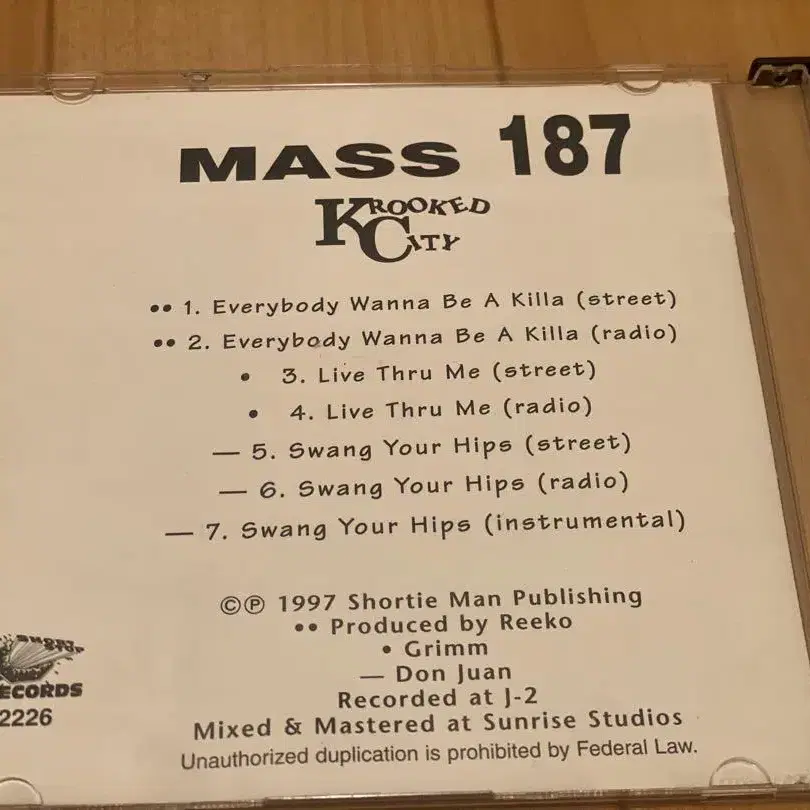 MASS 187
KROOKED
CITY
•• 1. Everybody Wanna Be A Killa (street)
•• 2. Everybody Wanna Be A Killa (radio)
• 3. Live Thru Me (street)
• 4. Live Thru Me (radio)
— 5. Swang Your Hips (street)
— 6. Swang Your Hips (radio)
— 7. Swang Your Hips (instrumental)
©℗ 1997 Shortie Man Publishing
•• Produced by Reeko
• Grimm
— Don Juan
Recorded at J-2
Mixed & Mastered at Sunrise Studios
Unauthorized duplication is prohibited by Federal Law.
SHORT
STOP
ECORDS
2226